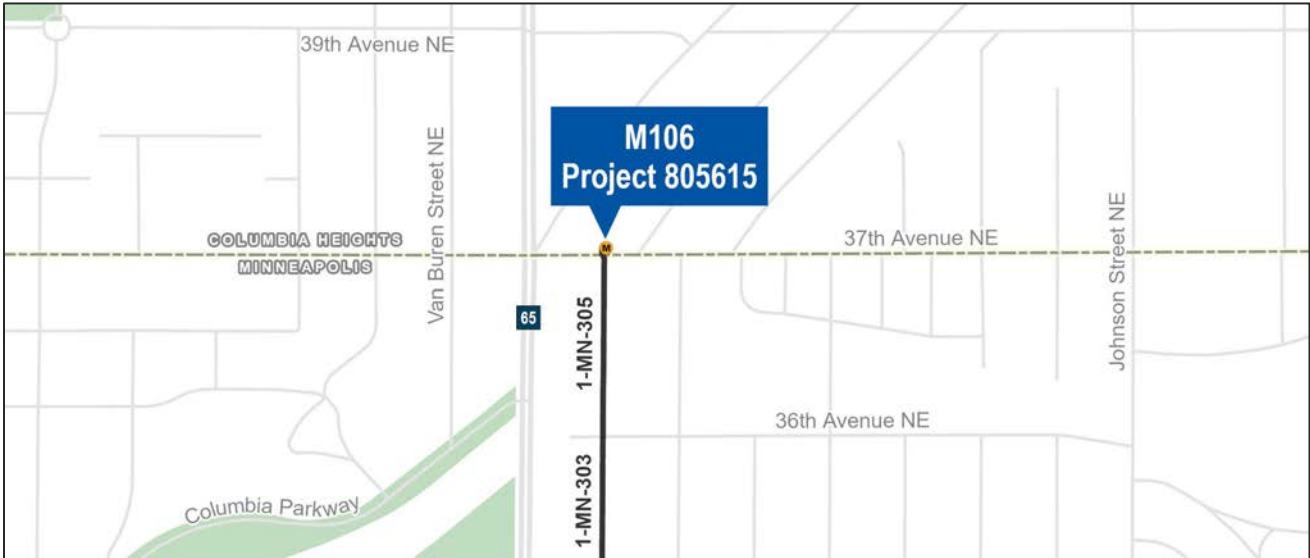 39th Avenue NE
M106
Project 805615
Van Buren Street NE
COLUMBIA HEIGHTS
MINNEAPOLIS
M
37th Avenue NE
Johnson Street NE
65
1-MN-305
36th Avenue NE
1-MN-303
Columbia Parkway